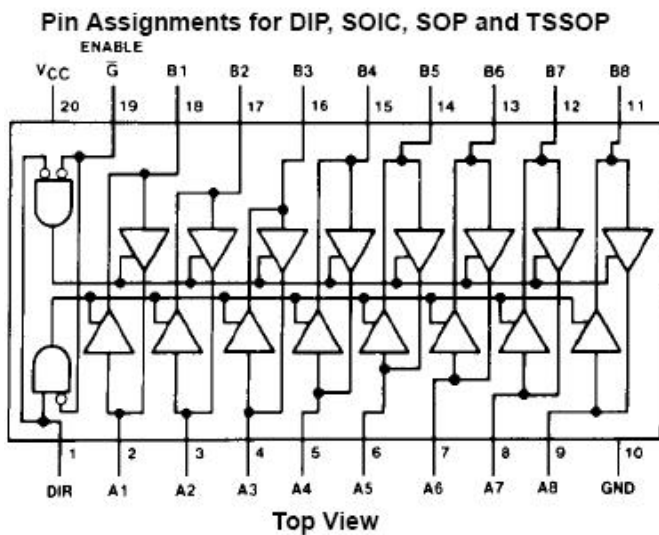 Pin Assignments for DIP, SOIC, SOP and TSSOP
ENABLE
VCC G̅ B1 B2 B3 B4 B5 B6 B7 B8
20 19 18 17 16 15 14 13 12 11
1 2 3 4 5 6 7 8 9 10
DIR A1 A2 A3 A4 A5 A6 A7 A8 GND
Top View